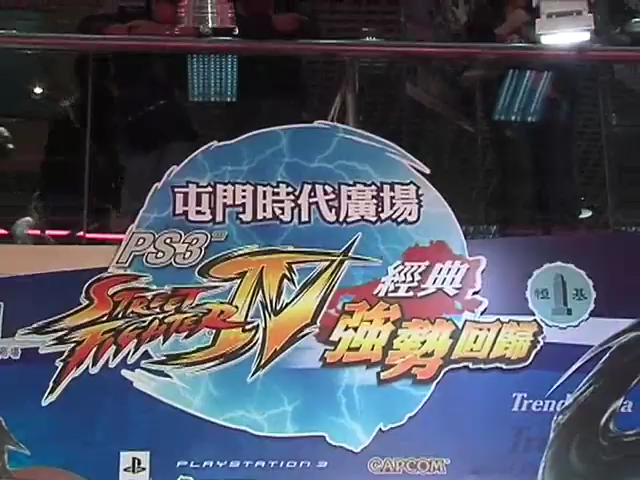 屯門時代廣場
PS3
STREET FIGHTER IV
經典
強勢回歸
恒基
PLAYSTATION 3
CAPCOM